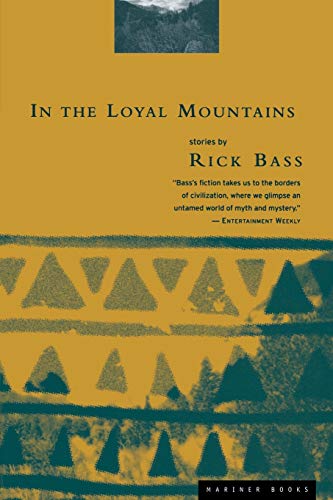 IN THE LOYAL MOUNTAINS
stories by
RICK BASS
"Bass's fiction takes us to the borders
of civilization, where we glimpse an
untamed world of myth and mystery."
— ENTERTAINMENT WEEKLY
MARINER BOOKS